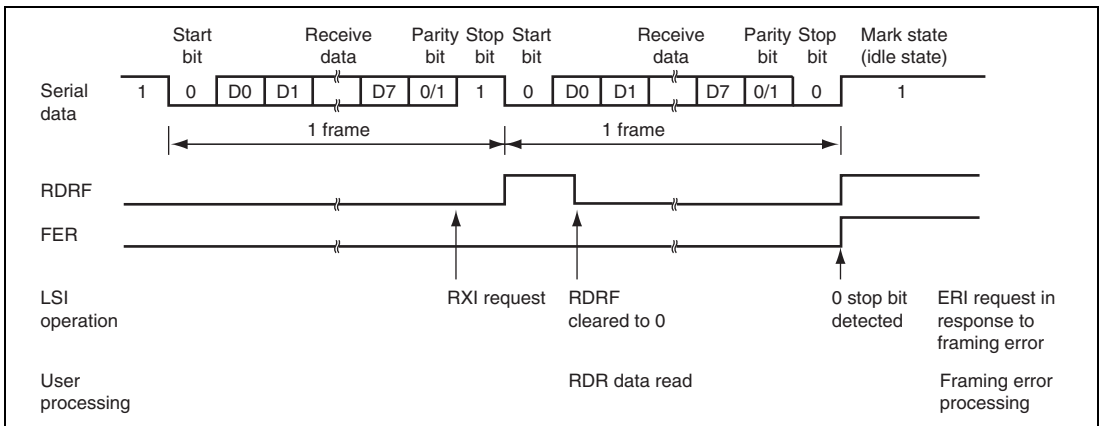 Start bit Receive data Parity bit Stop bit Start bit Receive data Parity bit Stop bit Mark state (idle state)
Serial data 1 0 D0 D1 D7 0/1 1 0 D0 D1 D7 0/1 0 1
1 frame 1 frame
RDRF
FER
LSI operation RXI request RDRF cleared to 0 0 stop bit detected ERI request in response to framing error
User processing RDR data read Framing error processing